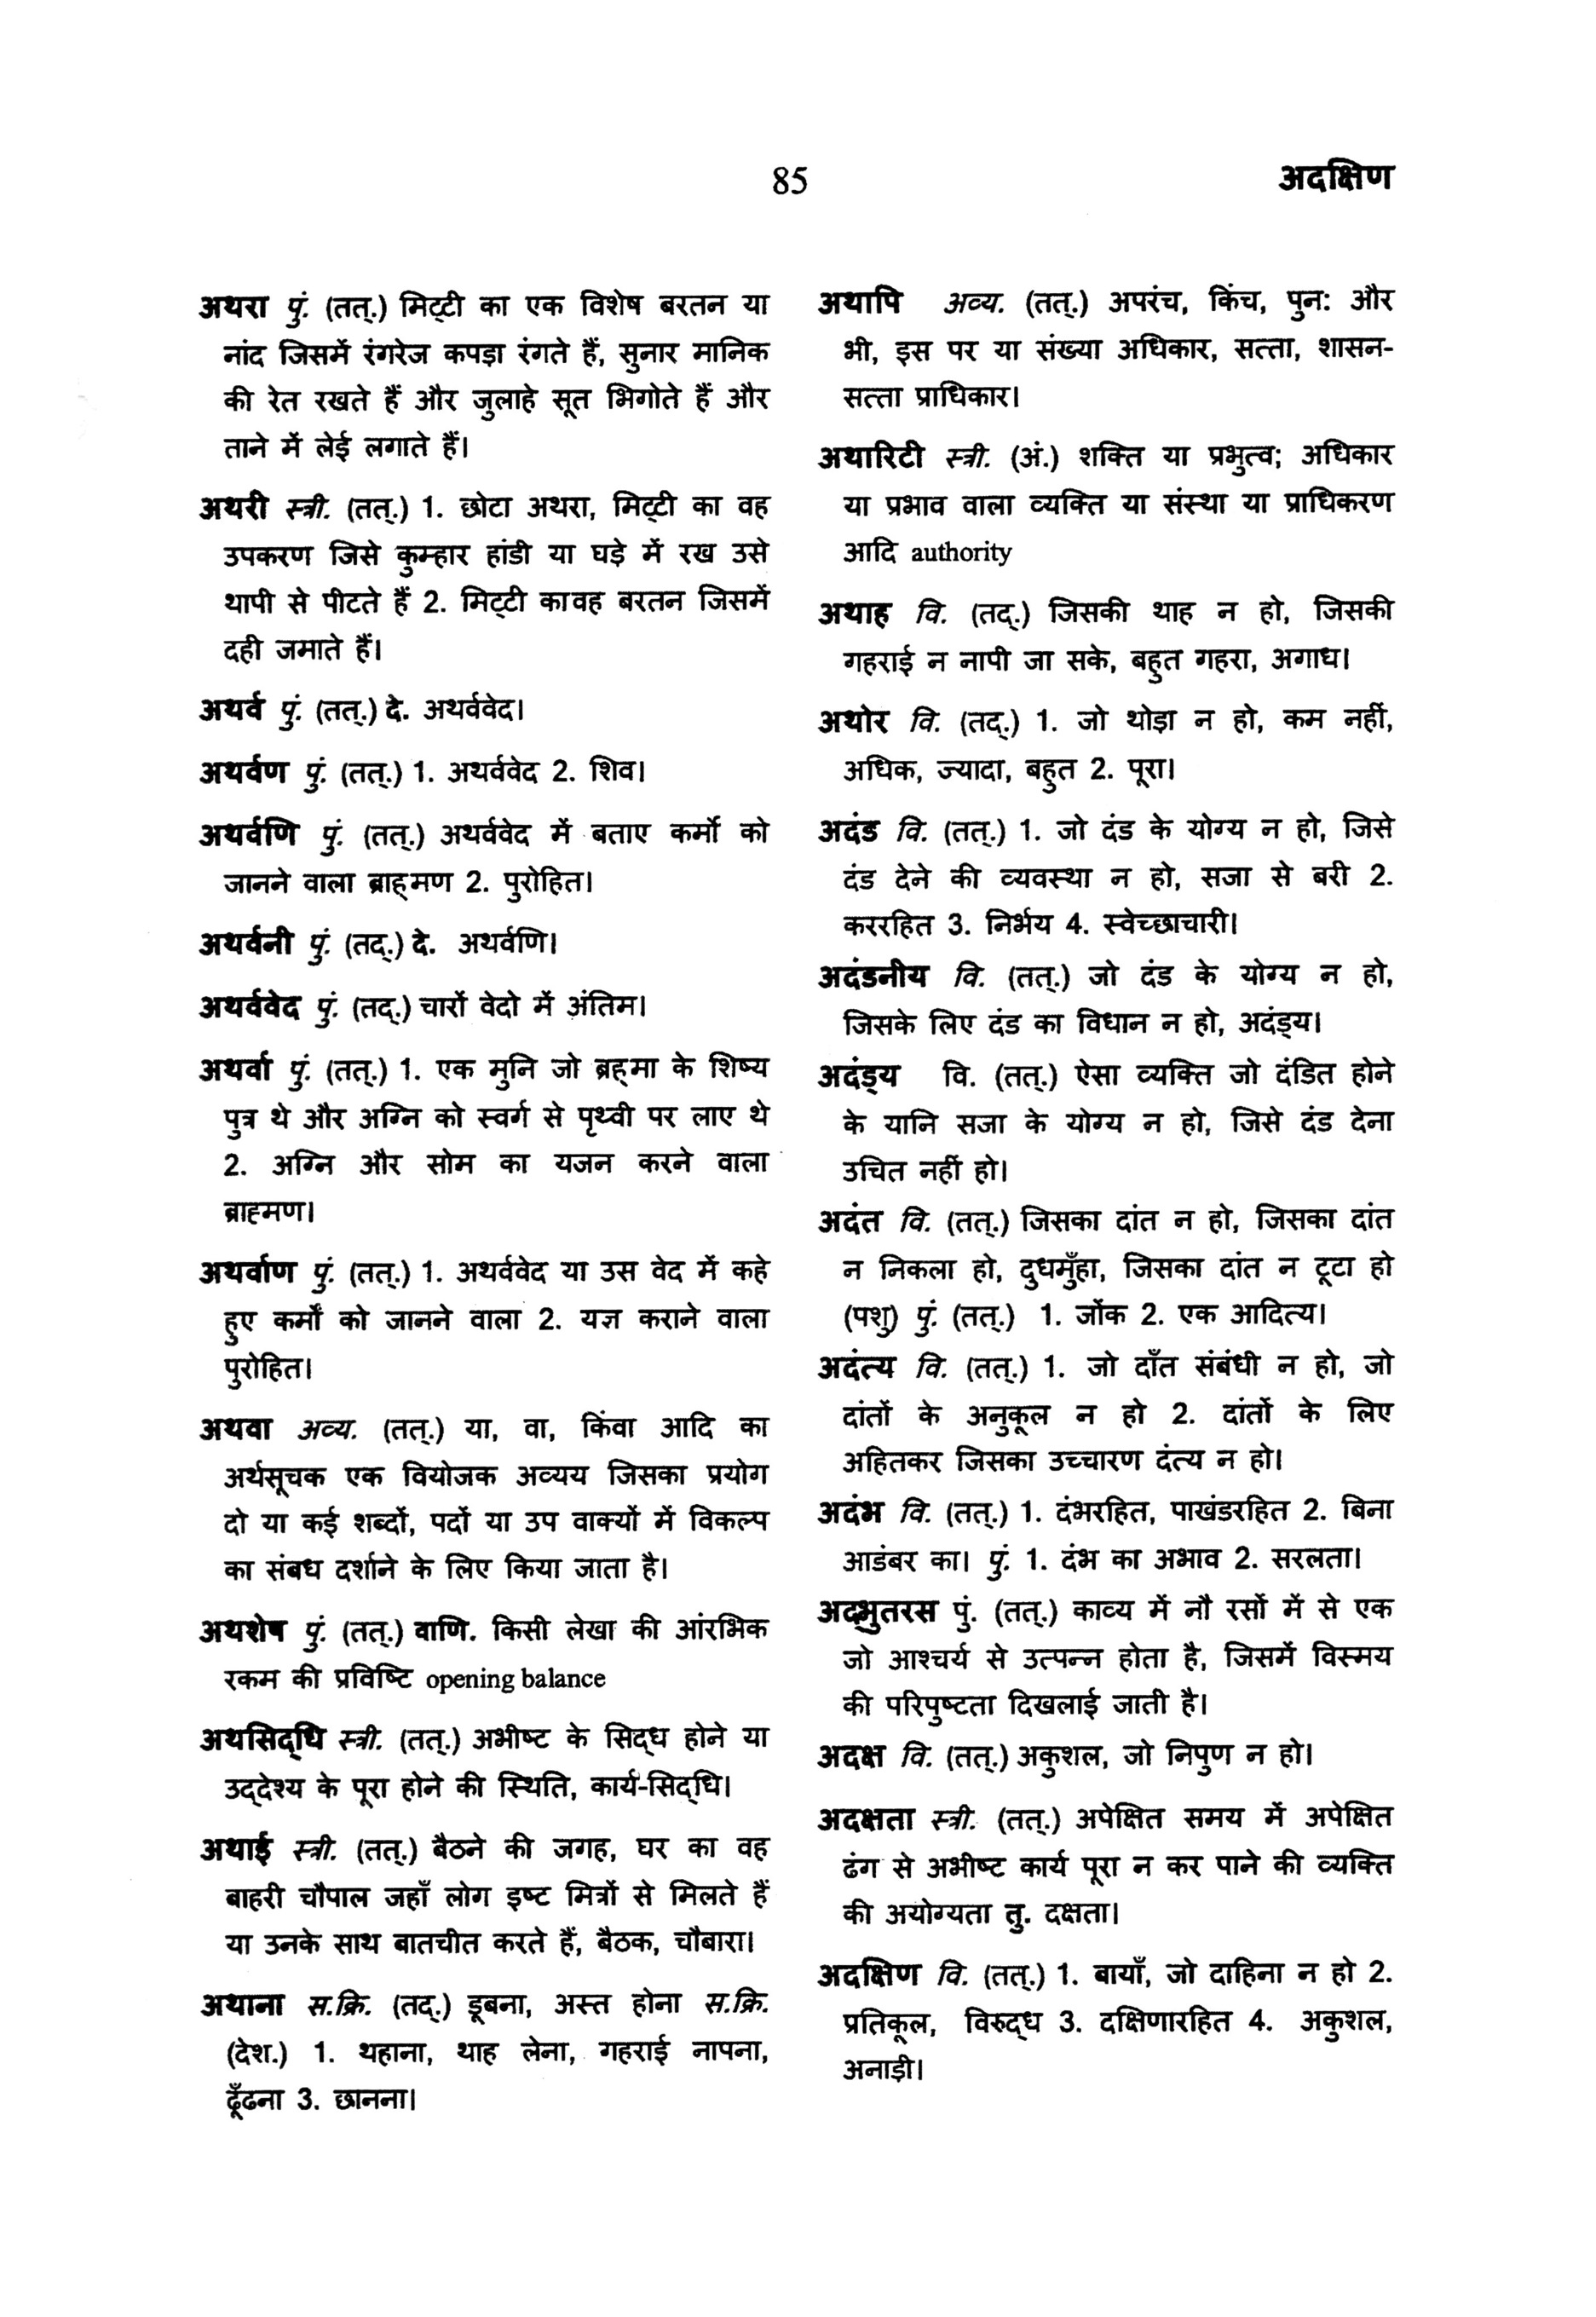 85
अदक्षिण
अथरा पुं. (तत्.) मिट्टी का एक विशेष बरतन या
नांद जिसमें रंगरेज कपड़ा रंगते हैं, सुनार मानिक
की रेत रखते हैं और जुलाहे सूत भिगोते हैं और
ताने में लेई लगाते हैं।
अथरी स्त्री. (तत्.) 1. छोटा अथरा, मिट्टी का वह
उपकरण जिसे कुम्हार हांडी या घड़े में रख उसे
थापी से पीटते हैं 2. मिट्टी कावह बरतन जिसमें
दही जमाते हैं।
अथर्व पुं. (तत्.) दे. अथर्ववेद।
अथर्वण पुं. (तत्.) 1. अथर्ववेद 2. शिव।
अथर्वणि पुं. (तत्.) अथर्ववेद में बताए कर्मो को
जानने वाला ब्राह्मण 2. पुरोहित।
अथर्वनी पुं. (तद्.) दे. अथर्वणि।
अथर्ववेद पुं. (तद्.) चारों वेदो में अंतिम।
अथर्वा पुं. (तत्.) 1. एक मुनि जो ब्रह्मा के शिष्य
पुत्र थे और अग्नि को स्वर्ग से पृथ्वी पर लाए थे
2. अग्नि और सोम का यजन करने वाला
ब्राह्मण।
अथर्वाण पुं. (तत्.) 1. अथर्ववेद या उस वेद में कहे
हुए कर्मों को जानने वाला 2. यज्ञ कराने वाला
पुरोहित।
अथवा अव्य. (तत्.) या, वा, किंवा आदि का
अर्थसूचक एक वियोजक अव्यय जिसका प्रयोग
दो या कई शब्दों, पदों या उप वाक्यों में विकल्प
का संबध दर्शाने के लिए किया जाता है।
अथशेष पुं. (तत्.) वाणि. किसी लेखा की आंरभिक
रकम की प्रविष्टि opening balance
अथसिद्धि स्त्री. (तत्.) अभीष्ट के सिद्ध होने या
उद्देश्य के पूरा होने की स्थिति, कार्य-सिद्धि।
अथाई स्त्री. (तत्.) बैठने की जगह, घर का वह
बाहरी चौपाल जहाँ लोग इष्ट मित्रों से मिलते हैं
या उनके साथ बातचीत करते हैं, बैठक, चौबारा।
अथाना स.क्रि. (तद्.) डूबना, अस्त होना स.क्रि.
(देश.) 1. थहाना, थाह लेना, गहराई नापना,
ढूँढना 3. छानना।
अथापि अव्य. (तत्.) अपरंच, किंच, पुन: और
भी, इस पर या संख्या अधिकार, सत्ता, शासन-
सत्ता प्राधिकार।
अथारिटी स्त्री. (अं.) शक्ति या प्रभुत्व; अधिकार
या प्रभाव वाला व्यक्ति या संस्था या प्राधिकरण
आदि authority
अथाह वि. (तद्.) जिसकी थाह न हो, जिसकी
गहराई न नापी जा सके, बहुत गहरा, अगाध।
अथोर वि. (तद्.) 1. जो थोड़ा न हो, कम नहीं,
अधिक, ज्यादा, बहुत 2. पूरा।
अदंड वि. (तत्.) 1. जो दंड के योग्य न हो, जिसे
दंड देने की व्यवस्था न हो, सजा से बरी 2.
कररहित 3. निर्भय 4. स्वेच्छाचारी।
अदंडनीय वि. (तत्.) जो दंड के योग्य न हो,
जिसके लिए दंड का विधान न हो, अदंड्य।
अदंड्य वि. (तत्.) ऐसा व्यक्ति जो दंडित होने
के यानि सजा के योग्य न हो, जिसे दंड देना
उचित नहीं हो।
अदंत वि. (तत्.) जिसका दांत न हो, जिसका दांत
न निकला हो, दुधमुँहा, जिसका दांत न टूटा हो
(पशु) पुं. (तत्.) 1. जोंक 2. एक आदित्य।
अदंत्य वि. (तत्.) 1. जो दाँत संबंधी न हो, जो
दांतों के अनुकूल न हो 2. दांतों के लिए
अहितकर जिसका उच्चारण दंत्य न हो।
अदंभ वि. (तत्.) 1. दंभरहित, पाखंडरहित 2. बिना
आडंबर का। पुं. 1. दंभ का अभाव 2. सरलता।
अद्भुतरस पुं. (तत्.) काव्य में नौ रसों में से एक
जो आश्चर्य से उत्पन्न होता है, जिसमें विस्मय
की परिपुष्टता दिखलाई जाती है।
अदक्ष वि. (तत्.) अकुशल, जो निपुण न हो।
अदक्षता स्त्री. (तत्.) अपेक्षित समय में अपेक्षित
ढंग से अभीष्ट कार्य पूरा न कर पाने की व्यक्ति
की अयोग्यता तु. दक्षता।
अदक्षिण वि. (तत्.) 1. बायाँ, जो दाहिना न हो 2.
प्रतिकूल, विरुद्ध 3. दक्षिणारहित 4. अकुशल,
अनाड़ी।